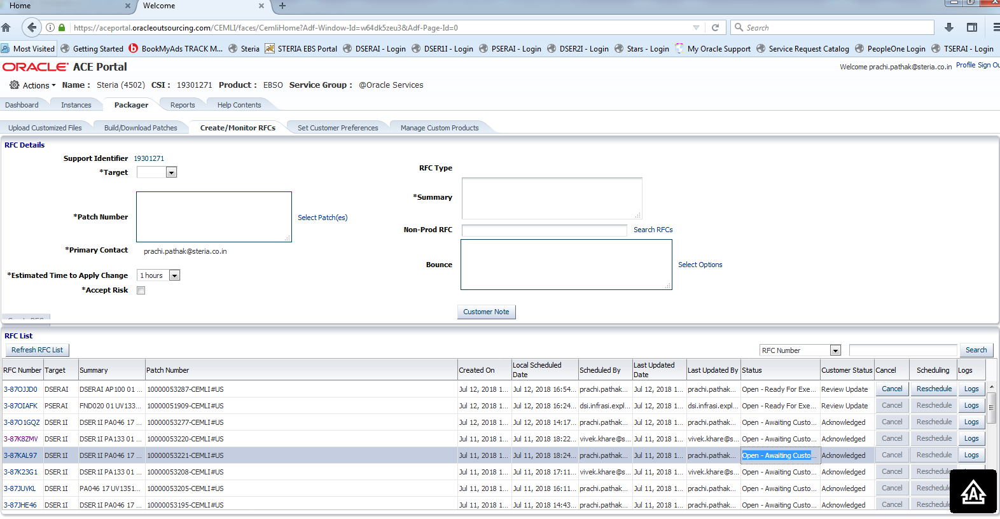 Home × Welcome × +
https://aceportal.oracleoutsourcing.com/CEMLI/faces/CemliHome?Adf-Window-Id=w64dk5zeu3&Adf-Page-Id=0 Search
Most Visited Getting Started BookMyAds TRACK M... Steria STERIA EBS Portal DSERAI - Login DSER1I - Login PSERAI - Login DSER2I - Login Stars - Login My Oracle Support Service Request Catalog PeopleOne Login TSERAI - Login
ORACLE ACE Portal Welcome prachi.pathak@steria.co.in Profile Sign Ou
Actions Name : Steria (4502) CSI : 19301271 Product : EBSO Service Group : @Oracle Services
Dashboard Instances Packager Reports Help Contents
Upload Customized Files Build/Download Patches Create/Monitor RFCs Set Customer Preferences Manage Custom Products
RFC Details
Support Identifier 19301271
*Target
RFC Type
*Summary
*Patch Number Select Patch(es)
Non-Prod RFC Search RFCs
*Primary Contact prachi.pathak@steria.co.in
Bounce Select Options
*Estimated Time to Apply Change 1 hours
*Accept Risk
Customer Note
RFC List
Refresh RFC List RFC Number Search
RFC Number Target Summary Patch Number Created On Local Scheduled Date Scheduled By Last Updated Date Last Updated By Status Customer Status Cancel Scheduling Logs
3-87OJJD0 DSERAI DSERAI AP100 01 ... 10000053287-CEMLI#US Jul 12, 2018 1... Jul 12, 2018 16:54... prachi.pathak... Jul 12, 2018 1... prachi.pathak... Open - Ready For Exe... Review Update Cancel Reschedule Logs
3-87OIAFK PSERAI FND020 01 UV133... 10000051909-CEMLI#US Jul 12, 2018 1... Jul 12, 2018 16:24... dsi.infrasi.expl... Jul 12, 2018 1... dsi.infrasi.expl... Open - Ready For Exe... Review Update Cancel Reschedule Logs
3-87O1GQZ DSER1I DSER1I PA046 17 ... 10000053277-CEMLI#US Jul 12, 2018 1... Jul 12, 2018 14:17... prachi.pathak... Jul 12, 2018 1... prachi.pathak... Open - Awaiting Custo... Acknowledged Cancel Reschedule Logs
3-87K8ZMV DSER1I DSER1I PA133 01 ... 10000053220-CEMLI#US Jul 11, 2018 1... Jul 11, 2018 18:22... vivek.khare@s... Jul 11, 2018 1... vivek.khare@s... Open - Awaiting Custo... Acknowledged Cancel Reschedule Logs
3-87KAL97 DSER1I DSER1I PA046 17 ... 10000053221-CEMLI#US Jul 11, 2018 1... Jul 11, 2018 18:24... prachi.pathak... Jul 11, 2018 1... prachi.pathak... Open - Awaiting Custo... Acknowledged Cancel Reschedule Logs
3-87K23G1 DSER1I DSER1I PA133 01 ... 10000053208-CEMLI#US Jul 11, 2018 1... Jul 11, 2018 17:11... vivek.khare@s... Jul 11, 2018 1... vivek.khare@s... Open - Awaiting Custo... Acknowledged Cancel Reschedu
3-87JUVKL DSER1I PA046 17 UV1351... 10000053205-CEMLI#US Jul 11, 2018 1... Jul 11, 2018 16:11... prachi.pathak... Jul 11, 2018 1... prachi.pathak... Open - Awaiting Custo... Acknowledged Cancel Reschedul
3-87JHE46 DSER1I DSER1I PA046 17 ... 10000053195-CEMLI#US Jul 11, 2018 1... Jul 11, 2018 14:43... prachi.pathak... Jul 11, 2018 1... prachi.pathak... Open - Awaiting Custo... Acknowledged Cancel Reschedul